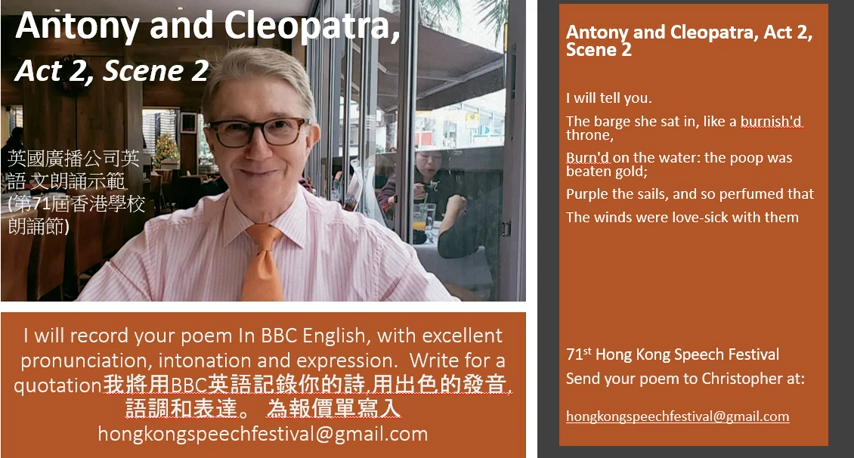 Antony and Cleopatra,
Act 2, Scene 2
英國廣播公司英
語 文朗誦示範
(第71屆香港學校
朗誦節)
I will record your poem In BBC English, with excellent
pronunciation, intonation and expression.  Write for a
quotation我將用BBC英語記錄你的詩,用出色的發音,
語調和表達。 為報價單寫入
hongkongspeechfestival@gmail.com
Antony and Cleopatra, Act 2,
Scene 2
I will tell you.
The barge she sat in, like a burnish'd
throne,
Burn'd on the water: the poop was
beaten gold;
Purple the sails, and so perfumed that
The winds were love-sick with them
71st Hong Kong Speech Festival
Send your poem to Christopher at:
hongkongspeechfestival@gmail.com